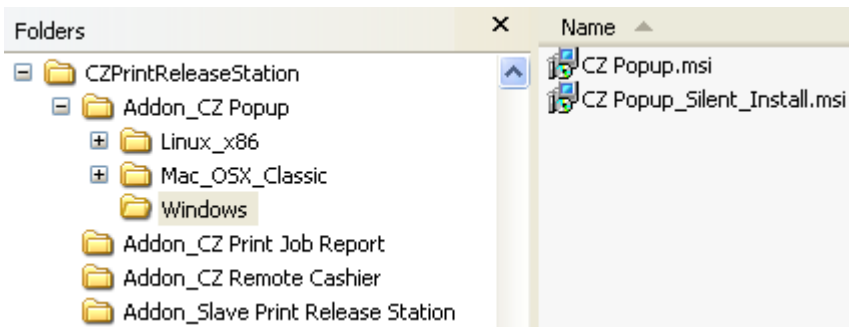 Folders
CZPrintReleaseStation
Addon_CZ Popup
Linux_x86
Mac_OSX_Classic
Windows
Addon_CZ Print Job Report
Addon_CZ Remote Cashier
Addon_Slave Print Release Station
Name
CZ Popup.msi
CZ Popup_Silent_Install.msi